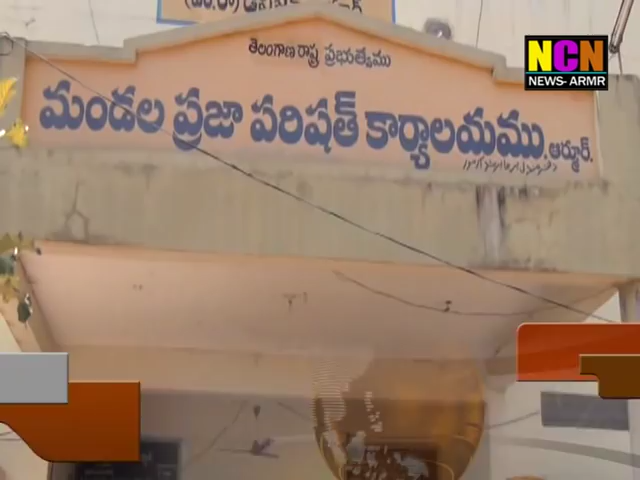 తెలంగాణ రాష్ట్ర ప్రభుత్వము
మండల ప్రజా పరిషత్ కార్యాలయము. ఆర్మూర్.
NCN
NEWS- ARMR